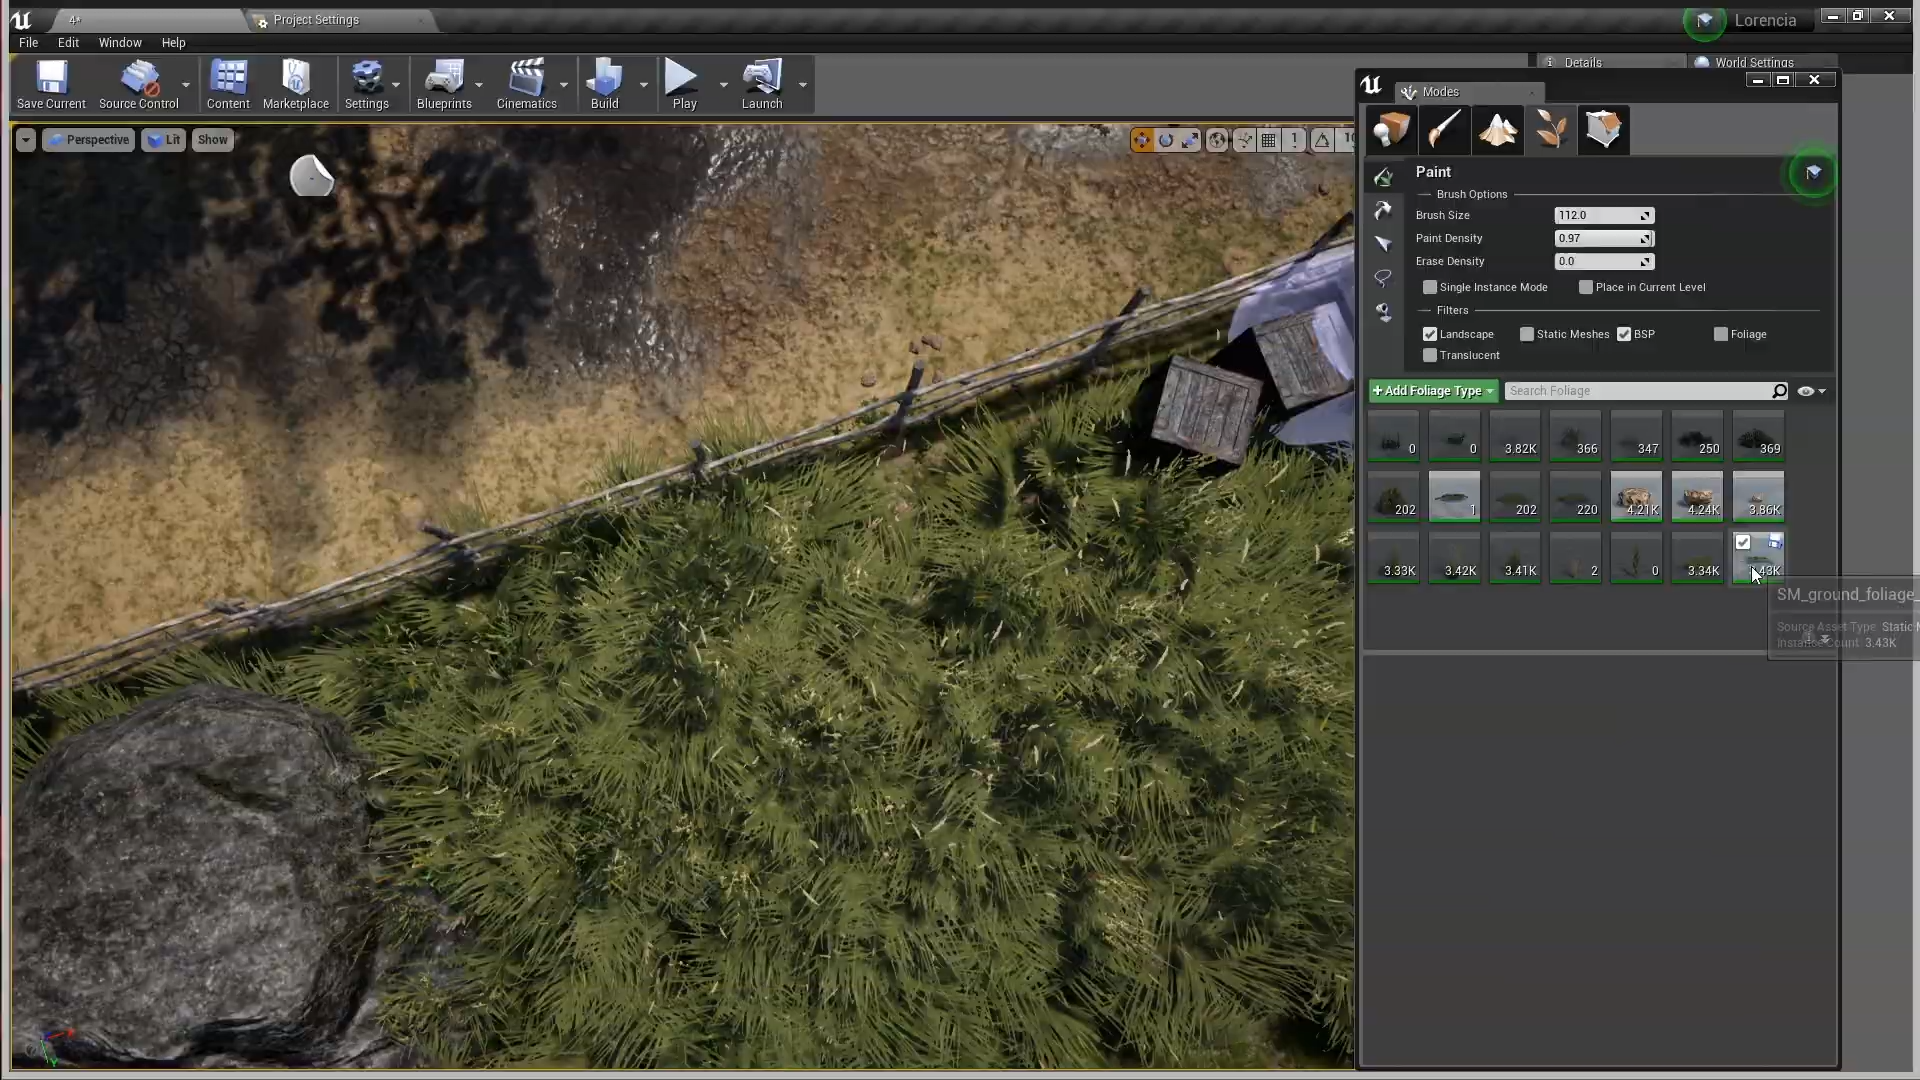 4*
Project Settings
Lorencia
File Edit Window Help
Save Current Source Control Content Marketplace Settings Blueprints Cinematics Build Play Launch
Details World Settings
Modes
Perspective Lit Show
1
Paint
Brush Options
Brush Size 112.0
Paint Density 0.97
Erase Density 0.0
Single Instance Mode Place in Current Level
Filters
Landscape Static Meshes BSP Foliage
Translucent
+ Add Foliage Type Search Foliage
0 0 3.82K 366 347 250 369
202 1 202 220 4.21K 4.24K 3.86K
3.33K 3.42K 3.41K 2 0 3.34K
SM_ground_foliage_
Source Asset Type: Static M
Instance Count: 3.43K